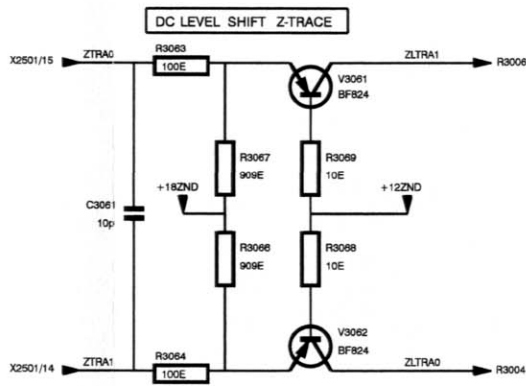 DC LEVEL SHIFT Z-TRACE
X2501/15
ZTRA0
R3063
100E
V3061
BF824
ZLTRA1
R3006
R3067
909E
R3069
10E
+18ZND
+12ZND
C3061
10p
R3066
909E
R3068
10E
X2501/14
ZTRA1
R3064
100E
V3062
BF824
ZLTRA0
R3004